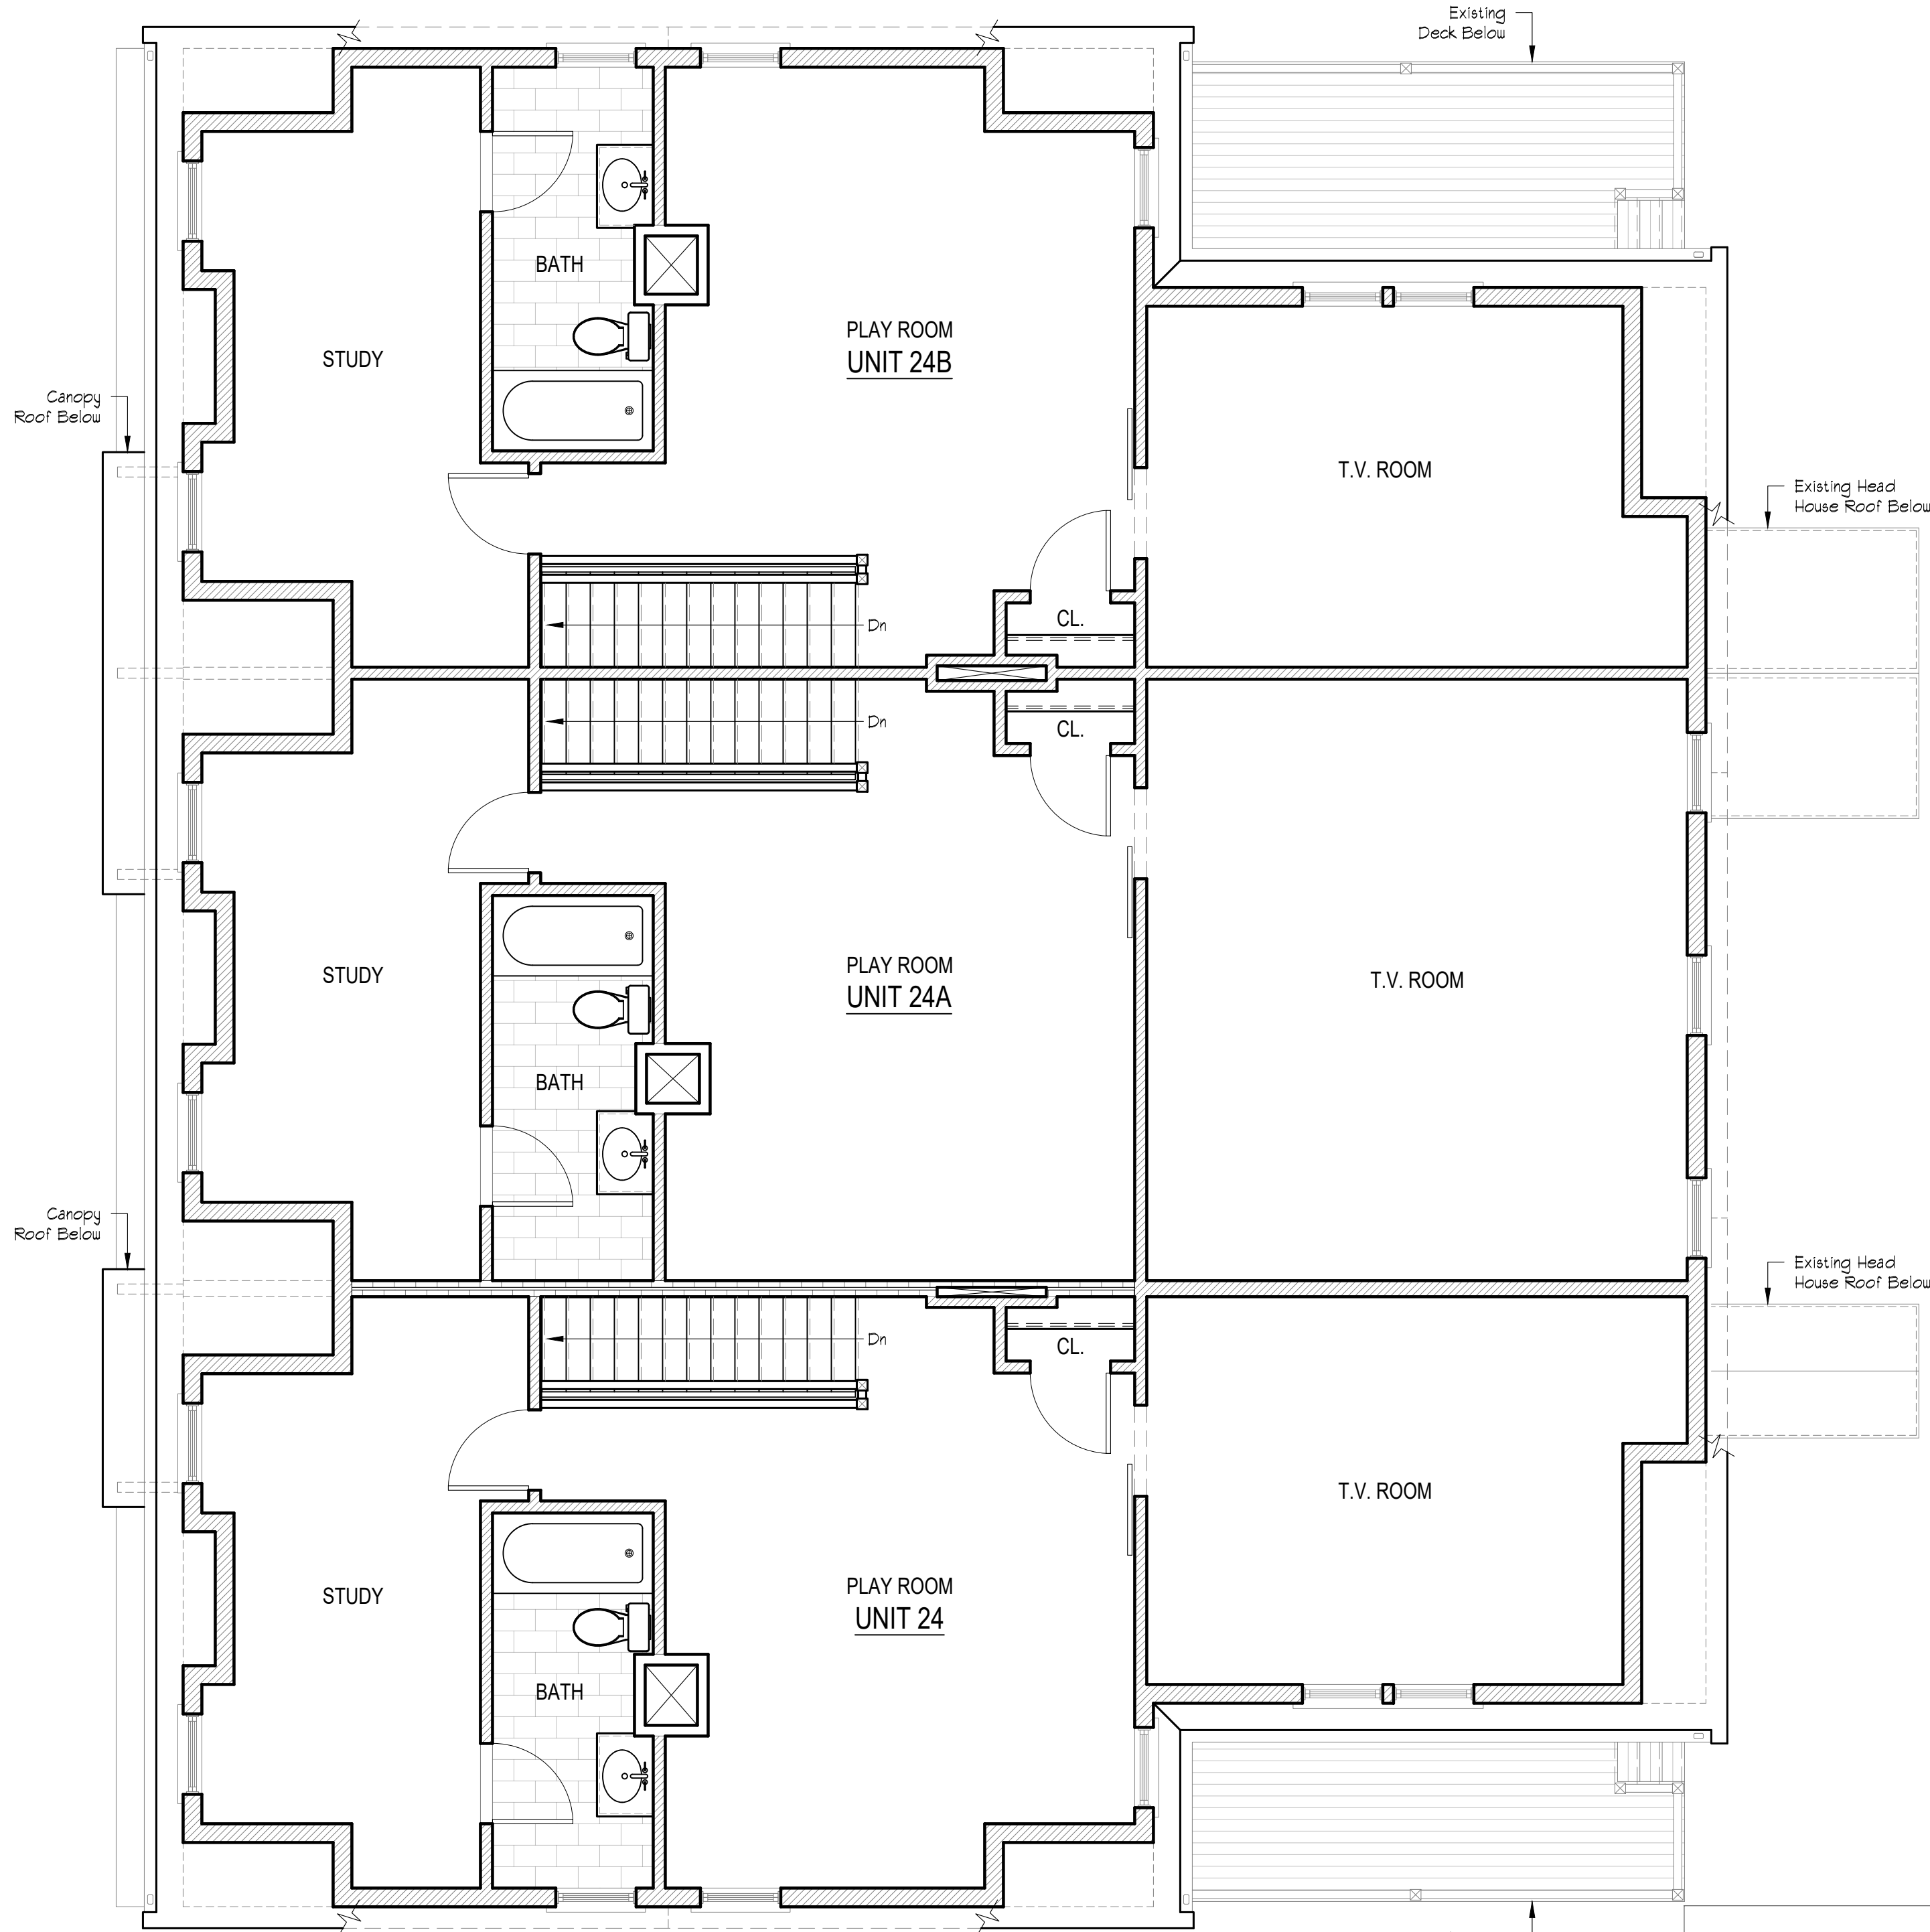 Existing
Deck Below
BATH
STUDY
PLAY ROOM
UNIT 24B
Canopy
Roof Below
T.V. ROOM
Existing Head
House Roof Below
CL.
Dn
Dn
CL.
STUDY
PLAY ROOM
UNIT 24A
T.V. ROOM
BATH
Canopy
Roof Below
Existing Head
House Roof Below
Dn
CL.
T.V. ROOM
STUDY
PLAY ROOM
UNIT 24
BATH